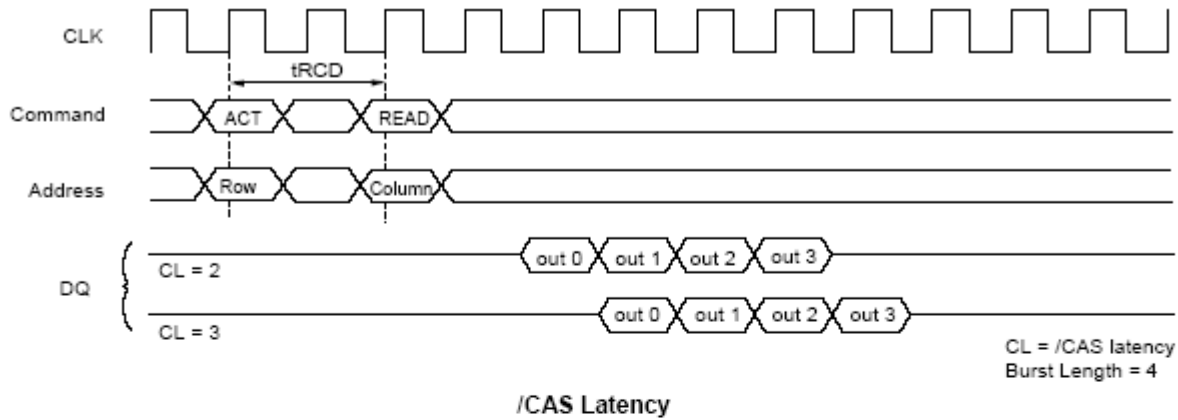 CLK
tRCD
Command
ACT
READ
Address
Row
Column
DQ
CL = 2
out 0
out 1
out 2
out 3
CL = 3
out 0
out 1
out 2
out 3
CL = /CAS latency
Burst Length = 4
/CAS Latency